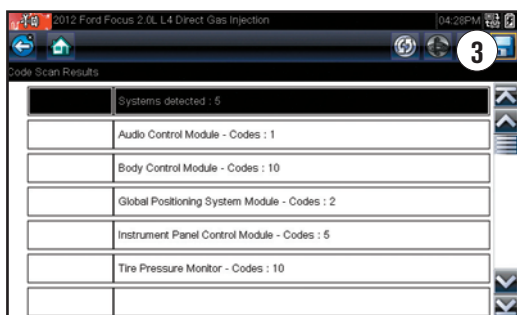 2012 Ford Focus 2.0L L4 Direct Gas Injection
04:28PM
3
Code Scan Results
Systems detected : 5
Audio Control Module - Codes : 1
Body Control Module - Codes : 10
Global Positioning System Module - Codes : 2
Instrument Panel Control Module - Codes : 5
Tire Pressure Monitor - Codes : 10